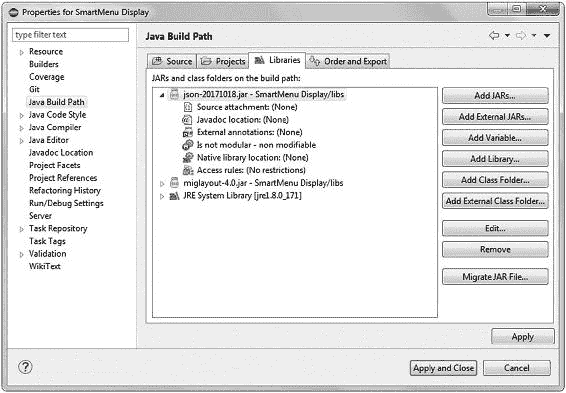 Properties for SmartMenu Display
type filter text
Resource
Builders
Coverage
Git
Java Build Path
Java Code Style
Java Compiler
Java Editor
Javadoc Location
Project Facets
Project References
Refactoring History
Run/Debug Settings
Server
Task Repository
Task Tags
Validation
WikiText
Java Build Path
Source
Projects
Libraries
Order and Export
JARs and class folders on the build path:
json-20171018.jar - SmartMenu Display/libs
Source attachment: (None)
Javadoc location: (None)
External annotations: (None)
Is not modular - non modifiable
Native library location: (None)
Access rules: (No restrictions)
miglayout-4.0.jar - SmartMenu Display/libs
JRE System Library [jre1.8.0_171]
Add JARs...
Add External JARs...
Add Variable...
Add Library...
Add Class Folder...
Add External Class Folder...
Edit...
Remove
Migrate JAR File...
Apply
Apply and Close
Cancel